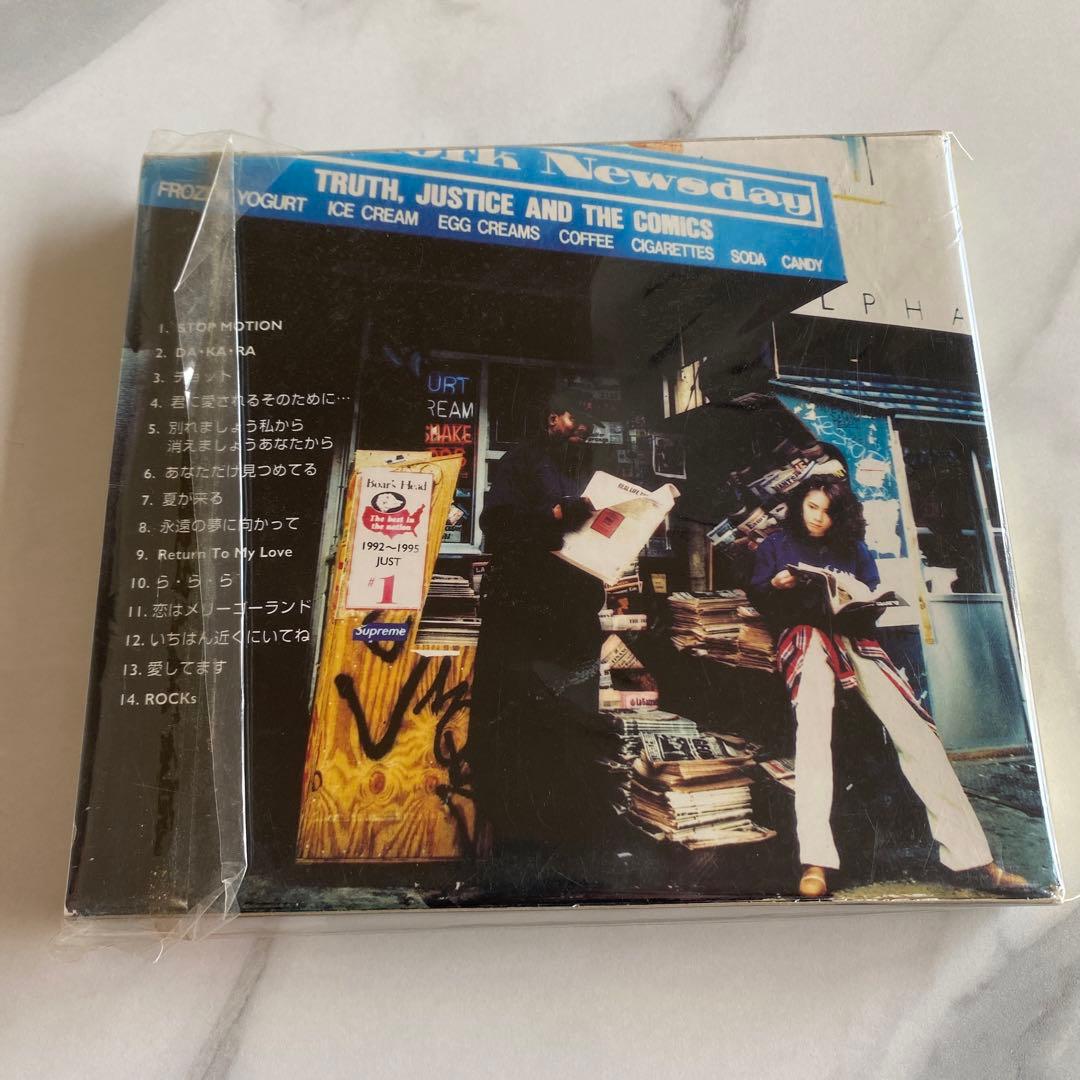 ork Newsday
TRUTH, JUSTICE AND THE COMICS
FROZEN YOGURT ICE CREAM EGG CREAMS COFFEE CIGARETTES SODA CANDY
LPHA
1. STOP MOTION
2. DA・KA・RA
3. チョット
4. 君に愛されるそのために…
5. 別れましょう私から
消えましょうあなたから
6. あなただけ見つめてる
7. 夏が来る
8. 永遠の夢に向かって
9. Return To My Love
10. ら・ら・ら
11. 恋はメリーゴーランド
12. いちばん近くにいてね
13. 愛してます
14. ROCKs
URT
REAM
SHAKE
Boar's Head
The best in
the nation
1992〜1995
JUST
#1
Supreme